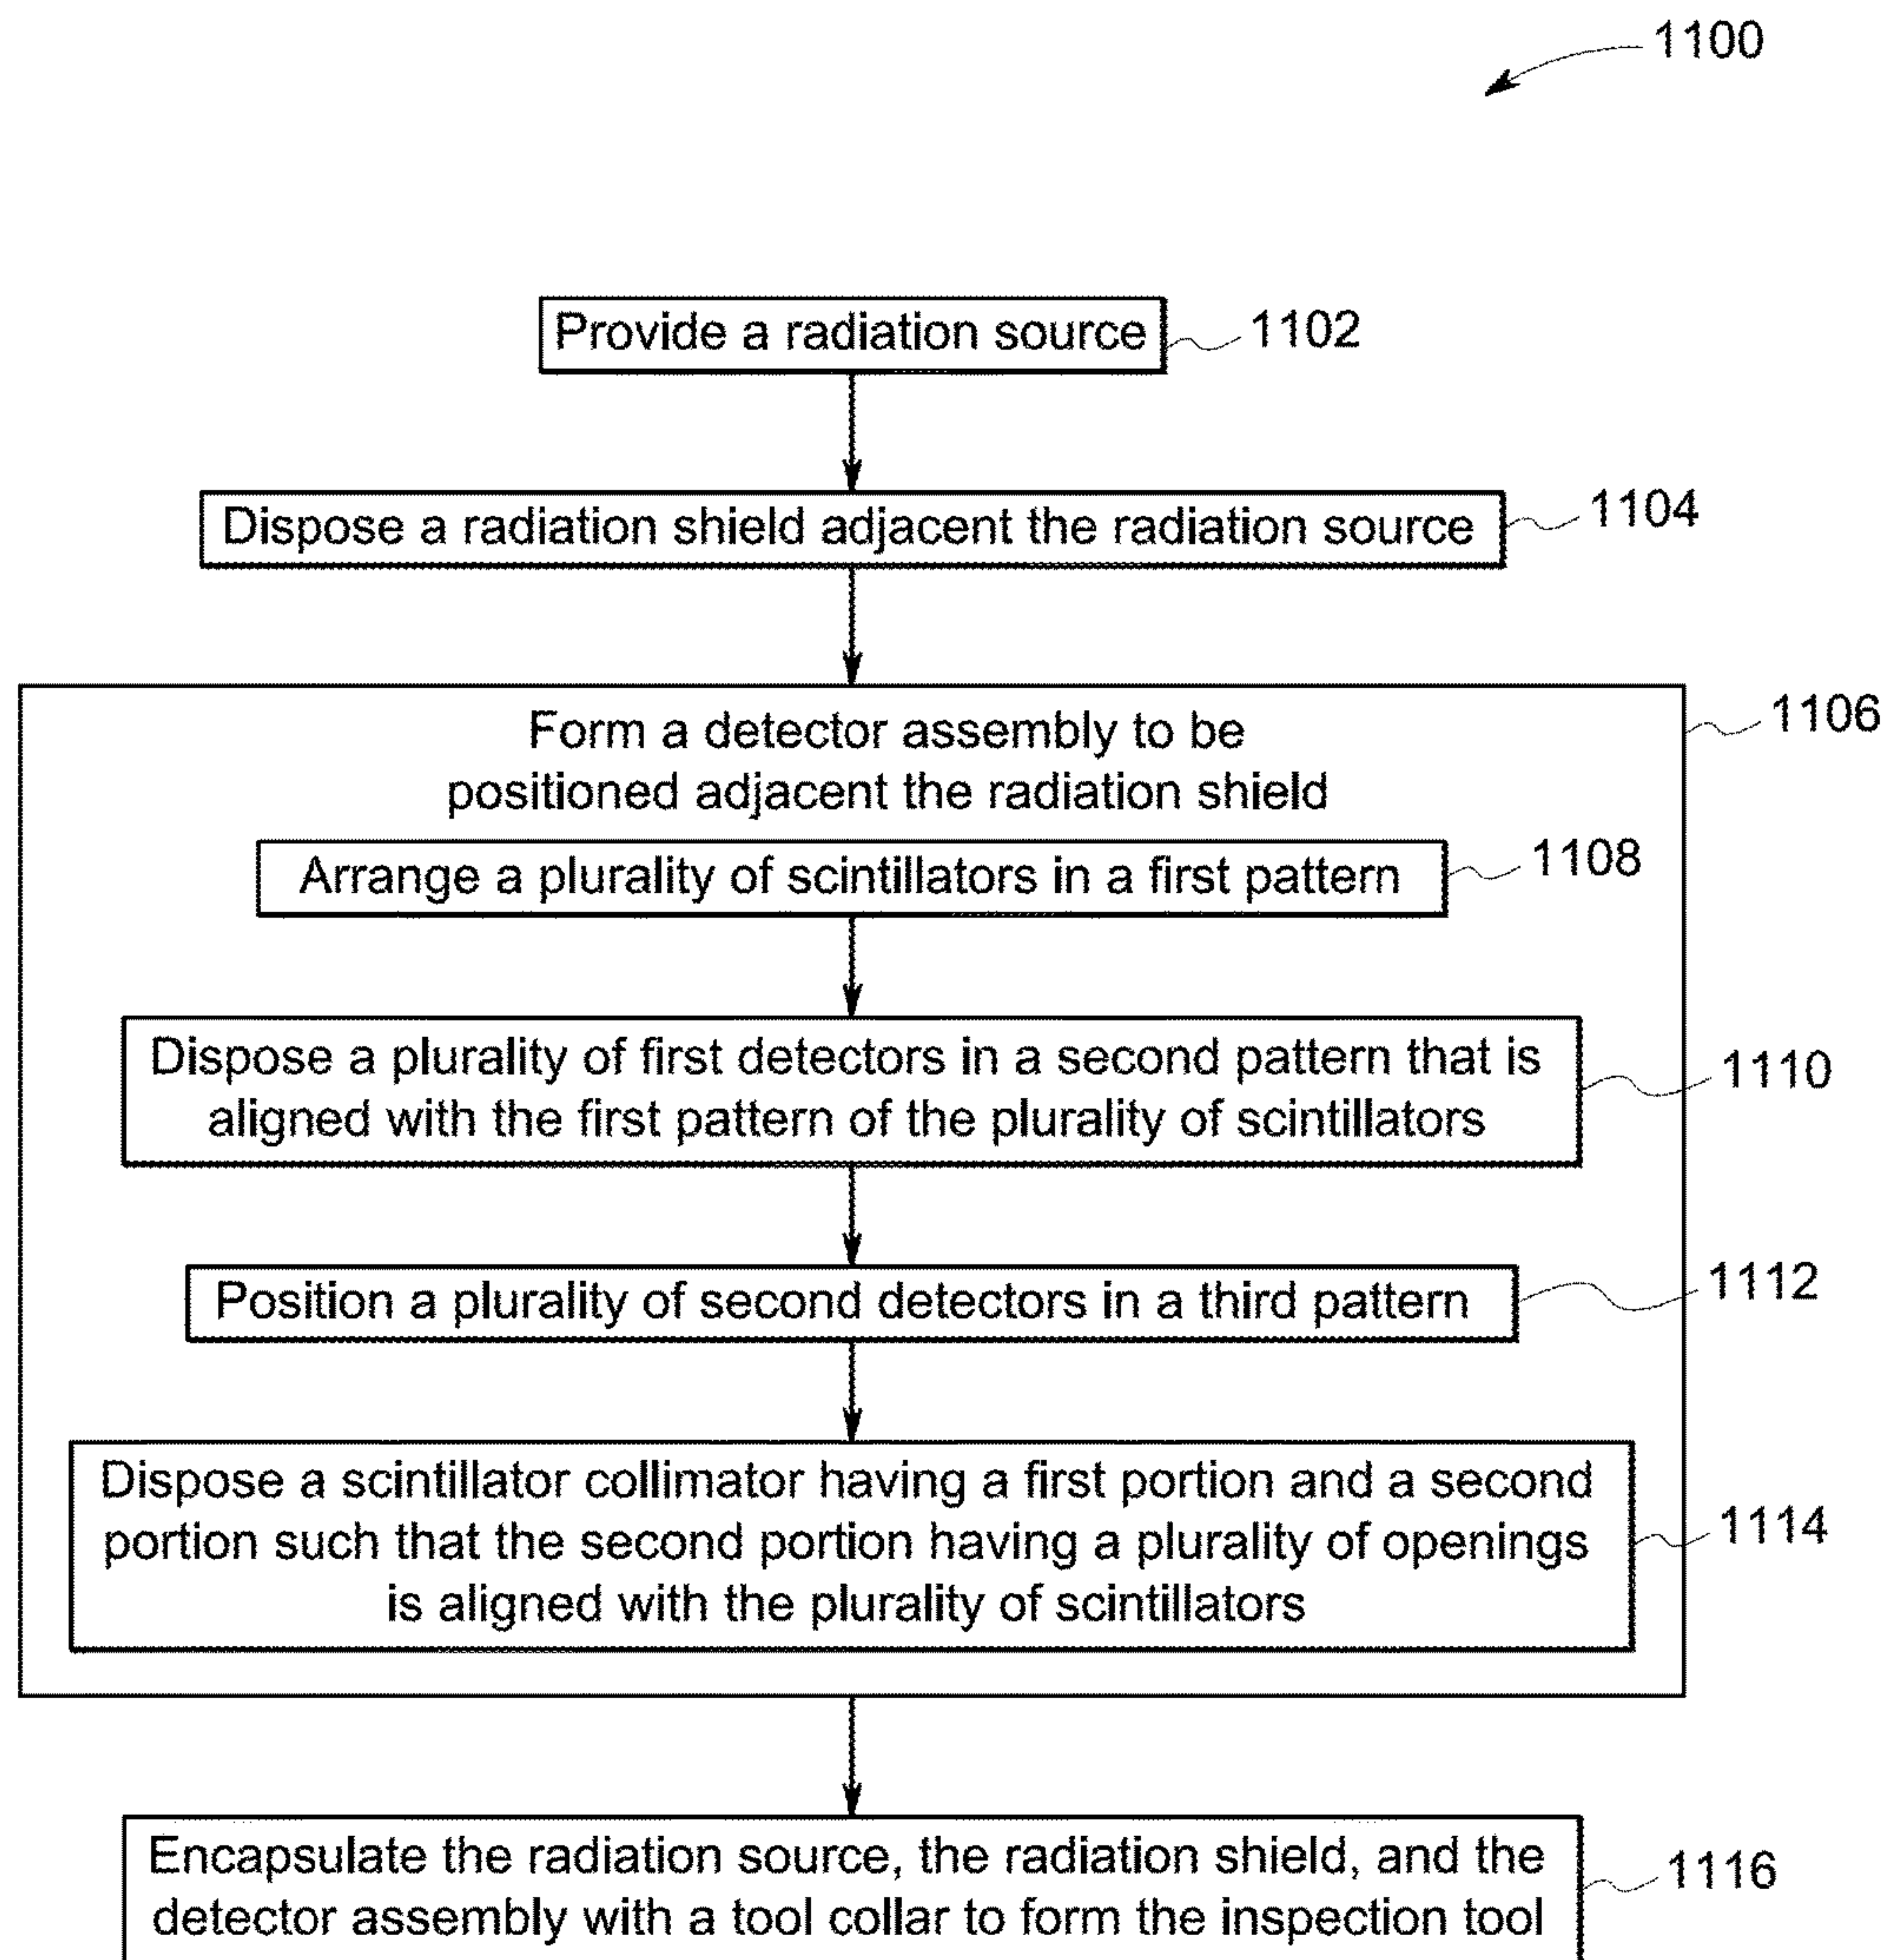 1100
Provide a radiation source
1102
Dispose a radiation shield adjacent the radiation source
1104
Form a detector assembly to be
positioned adjacent the radiation shield
1106
Arrange a plurality of scintillators in a first pattern
1108
Dispose a plurality of first detectors in a second pattern that is
aligned with the first pattern of the plurality of scintillators
1110
Position a plurality of second detectors in a third pattern
1112
Dispose a scintillator collimator having a first portion and a second
portion such that the second portion having a plurality of openings
is aligned with the plurality of scintillators
1114
Encapsulate the radiation source, the radiation shield, and the
detector assembly with a tool collar to form the inspection tool
1116